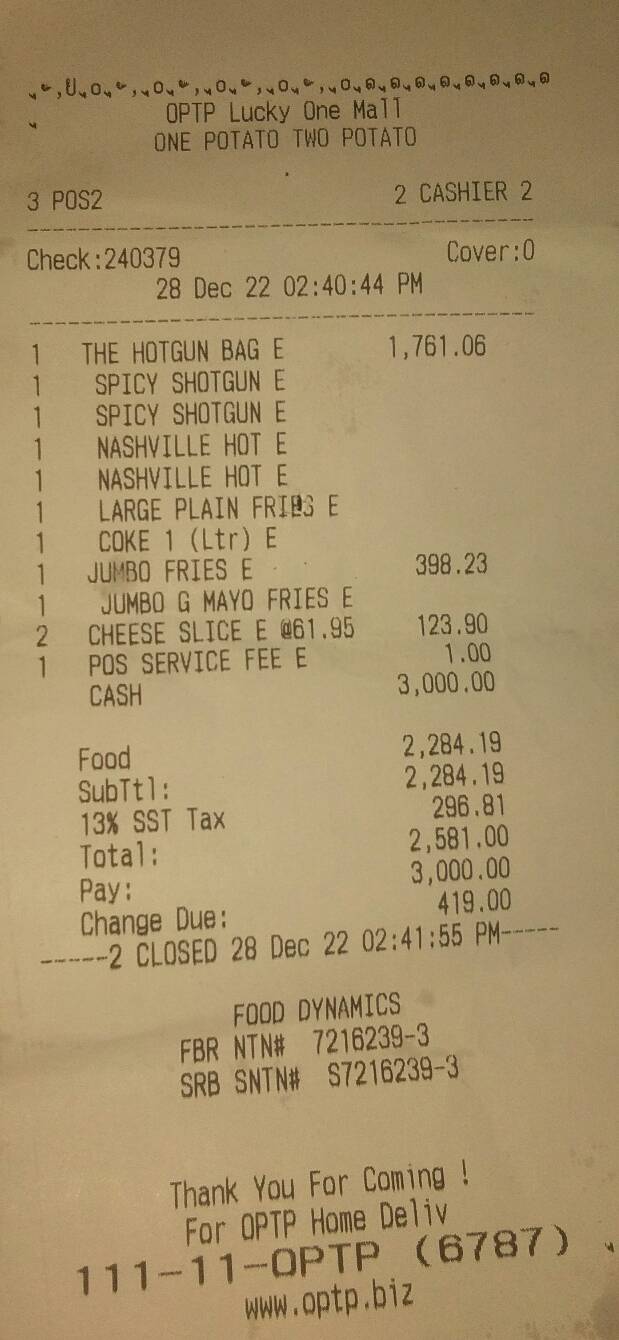 OPTP Lucky One Mall
ONE POTATO TWO POTATO
3 POS2 2 CASHIER 2
Check:240379 Cover:0
28 Dec 22 02:40:44 PM
1 THE HOTGUN BAG E 1,761.06
1 SPICY SHOTGUN E
1 SPICY SHOTGUN E
1 NASHVILLE HOT E
1 NASHVILLE HOT E
1 LARGE PLAIN FRIES E
1 COKE 1 (Ltr) E
1 JUMBO FRIES E 398.23
1 JUMBO G MAYO FRIES E
2 CHEESE SLICE E @61.95 123.90
1 POS SERVICE FEE E 1.00
CASH 3,000.00
Food 2,284.19
SubTtl: 2,284.19
13% SST Tax 296.81
Total: 2,581.00
Pay: 3,000.00
Change Due: 419.00
------2 CLOSED 28 Dec 22 02:41:55 PM-----
FOOD DYNAMICS
FBR NTN# 7216239-3
SRB SNTN# S7216239-3
Thank You For Coming !
For OPTP Home Deliv
111-11-OPTP (6787)
www.optp.biz